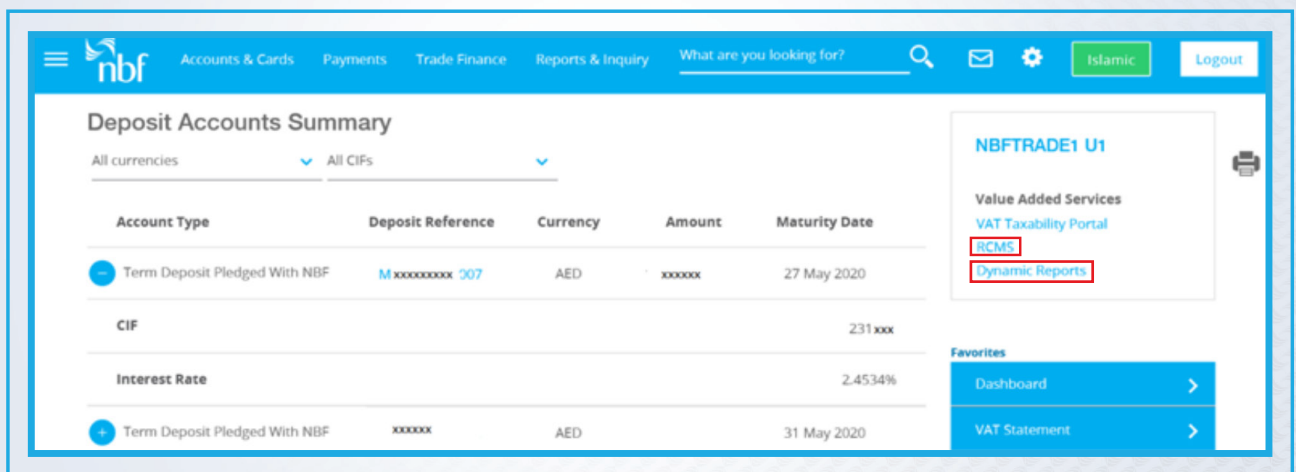 nbf Accounts & Cards Payments Trade Finance Reports & Inquiry What are you looking for? Islamic Logout
Deposit Accounts Summary
All currencies All CIFs
Account Type Deposit Reference Currency Amount Maturity Date
Term Deposit Pledged With NBF M xxxxxxxxx 007 AED xxxxxx 27 May 2020
CIF 231 xxx
Interest Rate 2.4534%
Term Deposit Pledged With NBF xxxxxx AED 31 May 2020
NBFTRADE1 U1
Value Added Services
VAT Taxability Portal
RCMS
Dynamic Reports
Favorites
Dashboard
VAT Statement